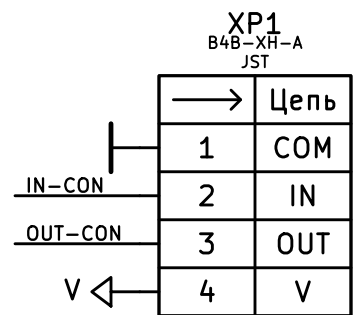 XP1
B4B-XH-A
JST
Цепь
1 COM
IN-CON 2 IN
OUT-CON 3 OUT
V 4 V